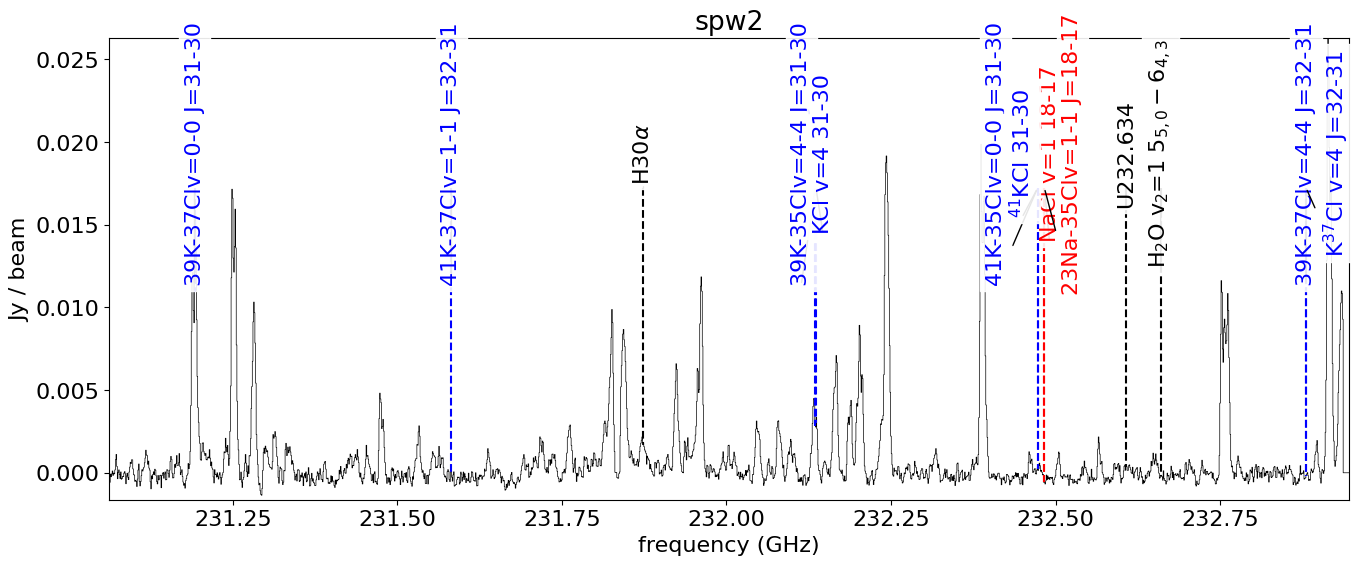 spw2
Jy / beam
0.025
0.020
0.015
0.010
0.005
0.000
39K-37Clv=0-0 J=31-30
41K-37Clv=1-1 J=32-31
H30α
39K-35Clv=4-4 J=31-30
KCl v=4 31-30
41K-35Clv=0-0 J=31-30
⁴¹KCl 31-30
NaCl v=1 18-17
23Na-35Clv=1-1 J=18-17
U232.634
H₂O v₂=1 5₅,₀ − 6₄,₃
39K-37Clv=4-4 J=32-31
K³⁷Cl v=4 J=32-31
231.25
231.50
231.75
232.00
232.25
232.50
232.75
frequency (GHz)